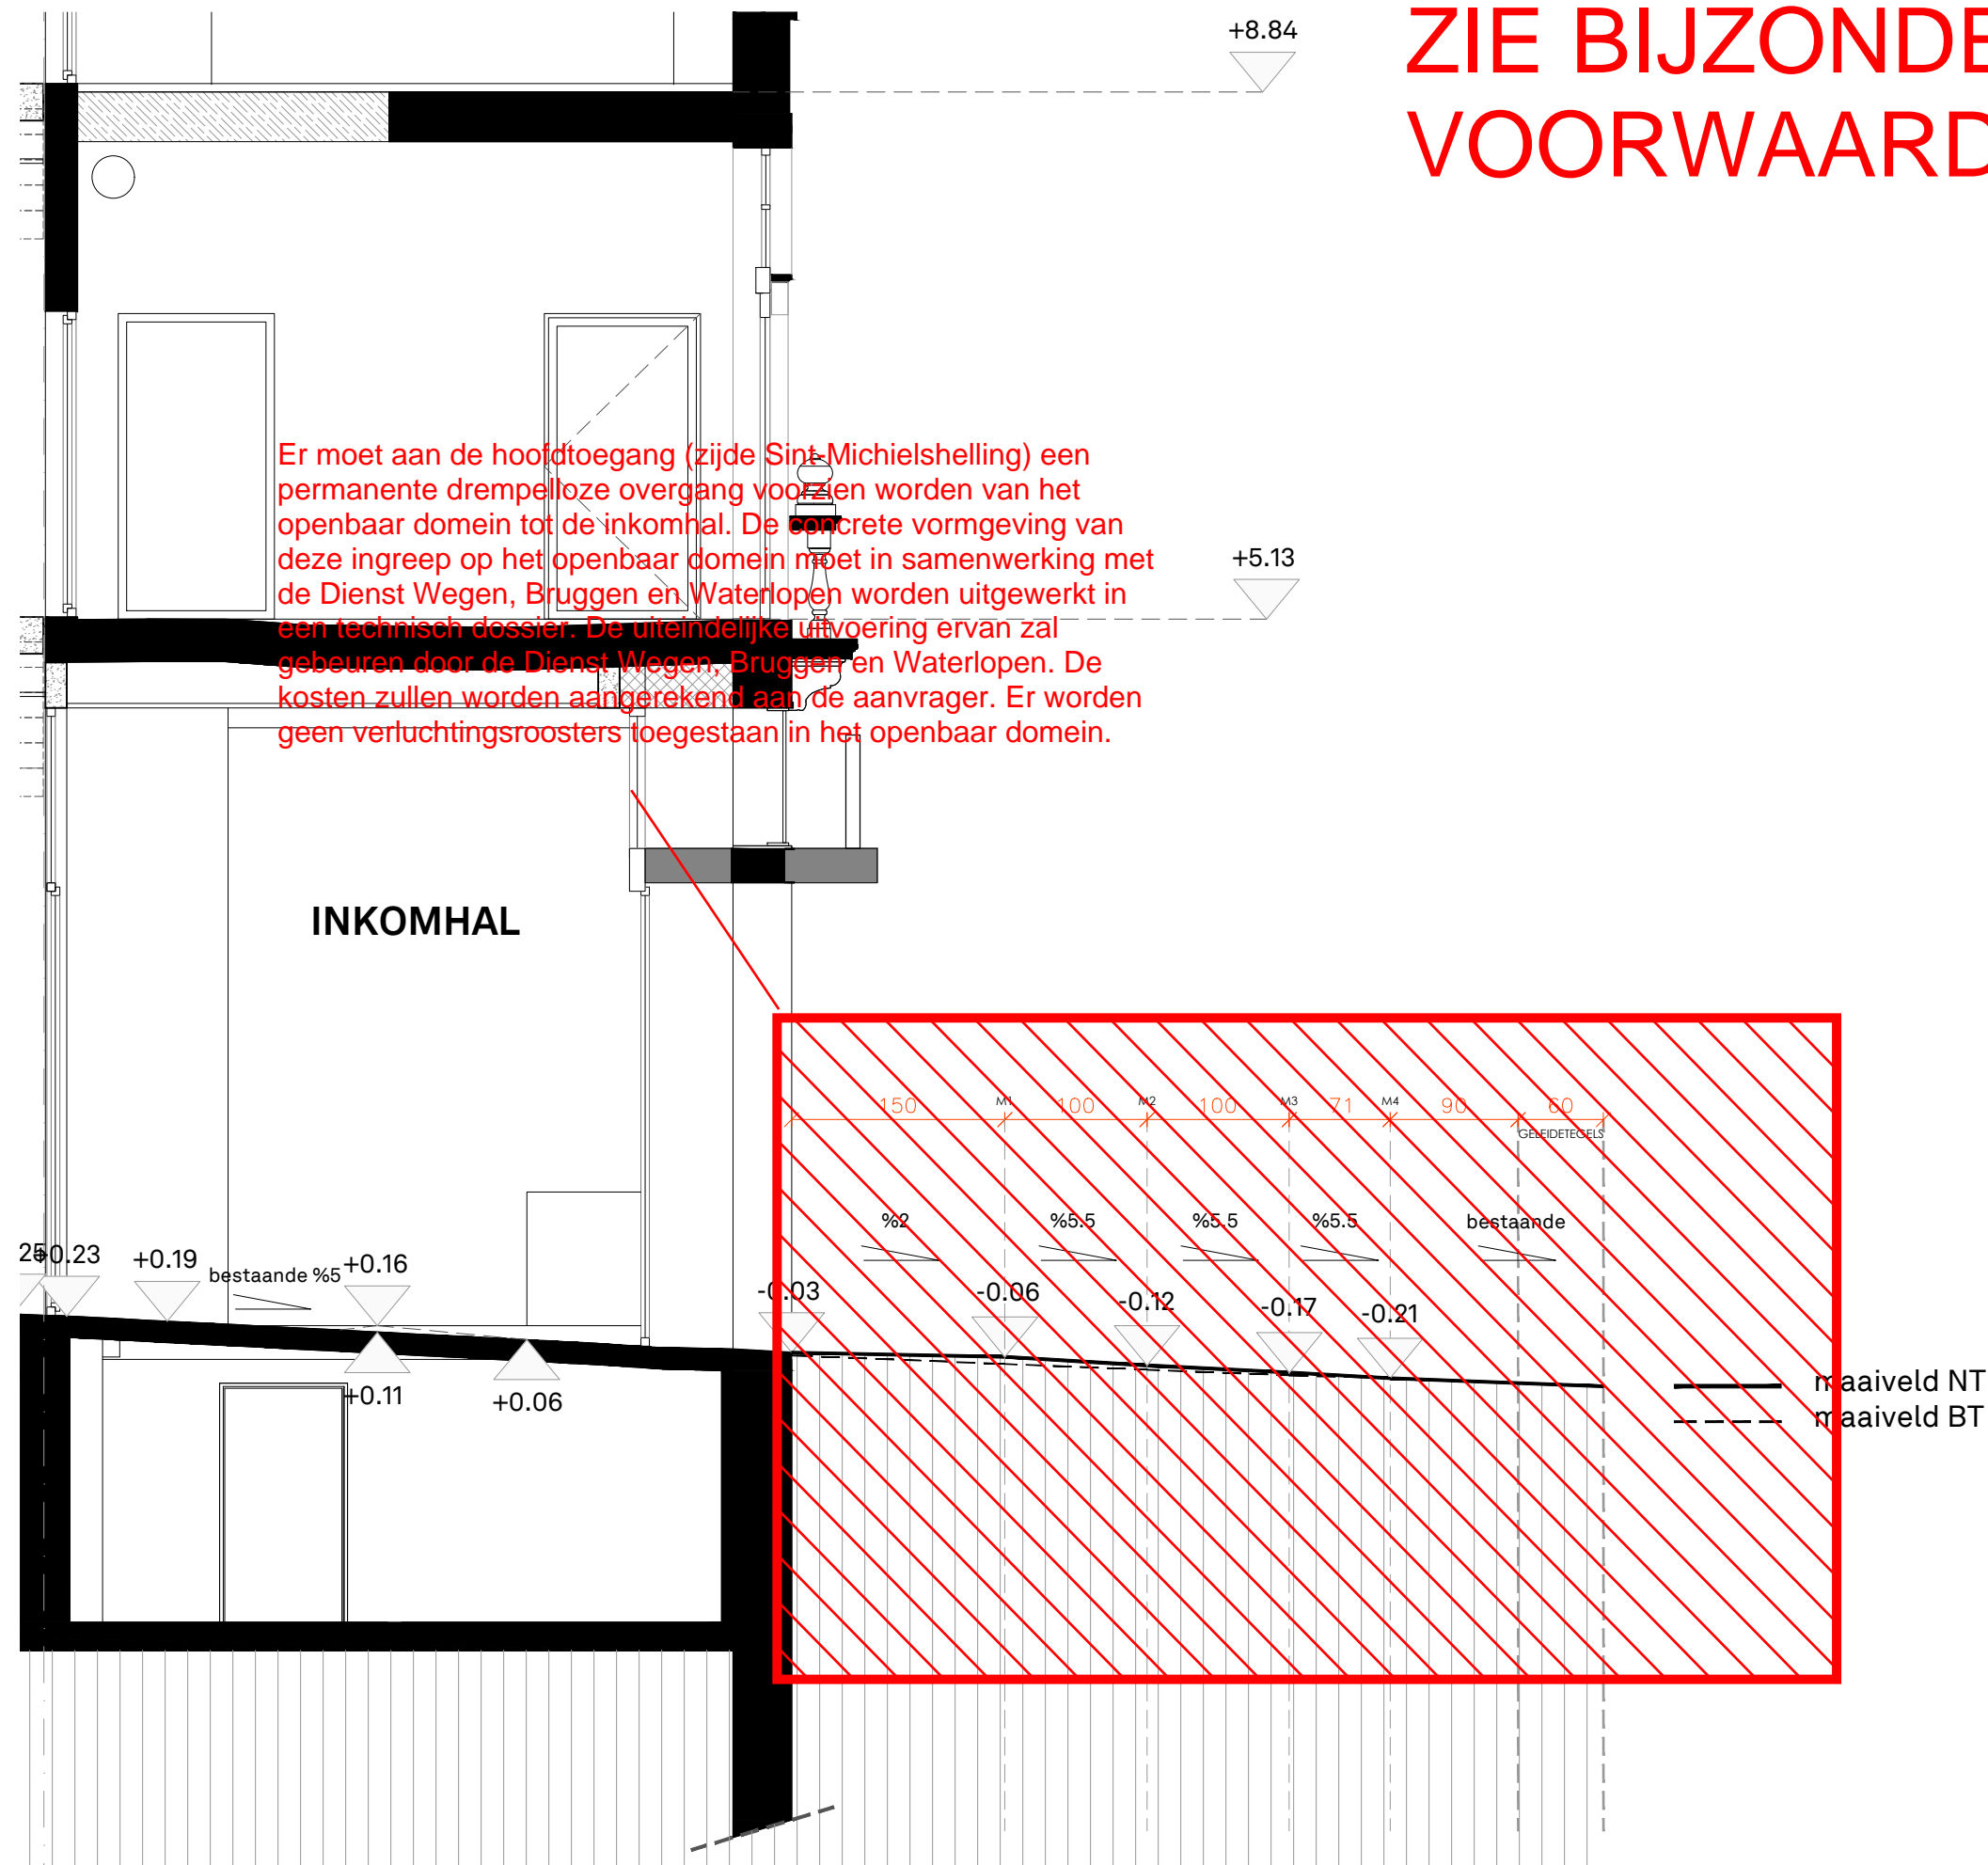 +8.84
ZIE BIJZONDE
VOORWAARD
Er moet aan de hoofdtoegang (zijde Sint-Michielshelling) een
permanente drempelloze overgang voorzien worden van het
openbaar domein tot de inkomhal. De concrete vormgeving van
deze ingreep op het openbaar domein moet in samenwerking met
de Dienst Wegen, Bruggen en Waterlopen worden uitgewerkt in
een technisch dossier. De uiteindelijke uitvoering ervan zal
gebeuren door de Dienst Wegen, Bruggen en Waterlopen. De
kosten zullen worden aangerekend aan de aanvrager. Er worden
geen verluchtingsroosters toegestaan in het openbaar domein.
+5.13
INKOMHAL
150 M1 100 M2 100 M3 71 M4 90 60
GELEIDETEGELS
%2 %5.5 %5.5 %5.5 bestaande
25 +0.23 +0.19 bestaande %5 +0.16
-0.03 -0.06 -0.12 -0.17 -0.21
+0.11 +0.06
maaiveld NT
maaiveld BT